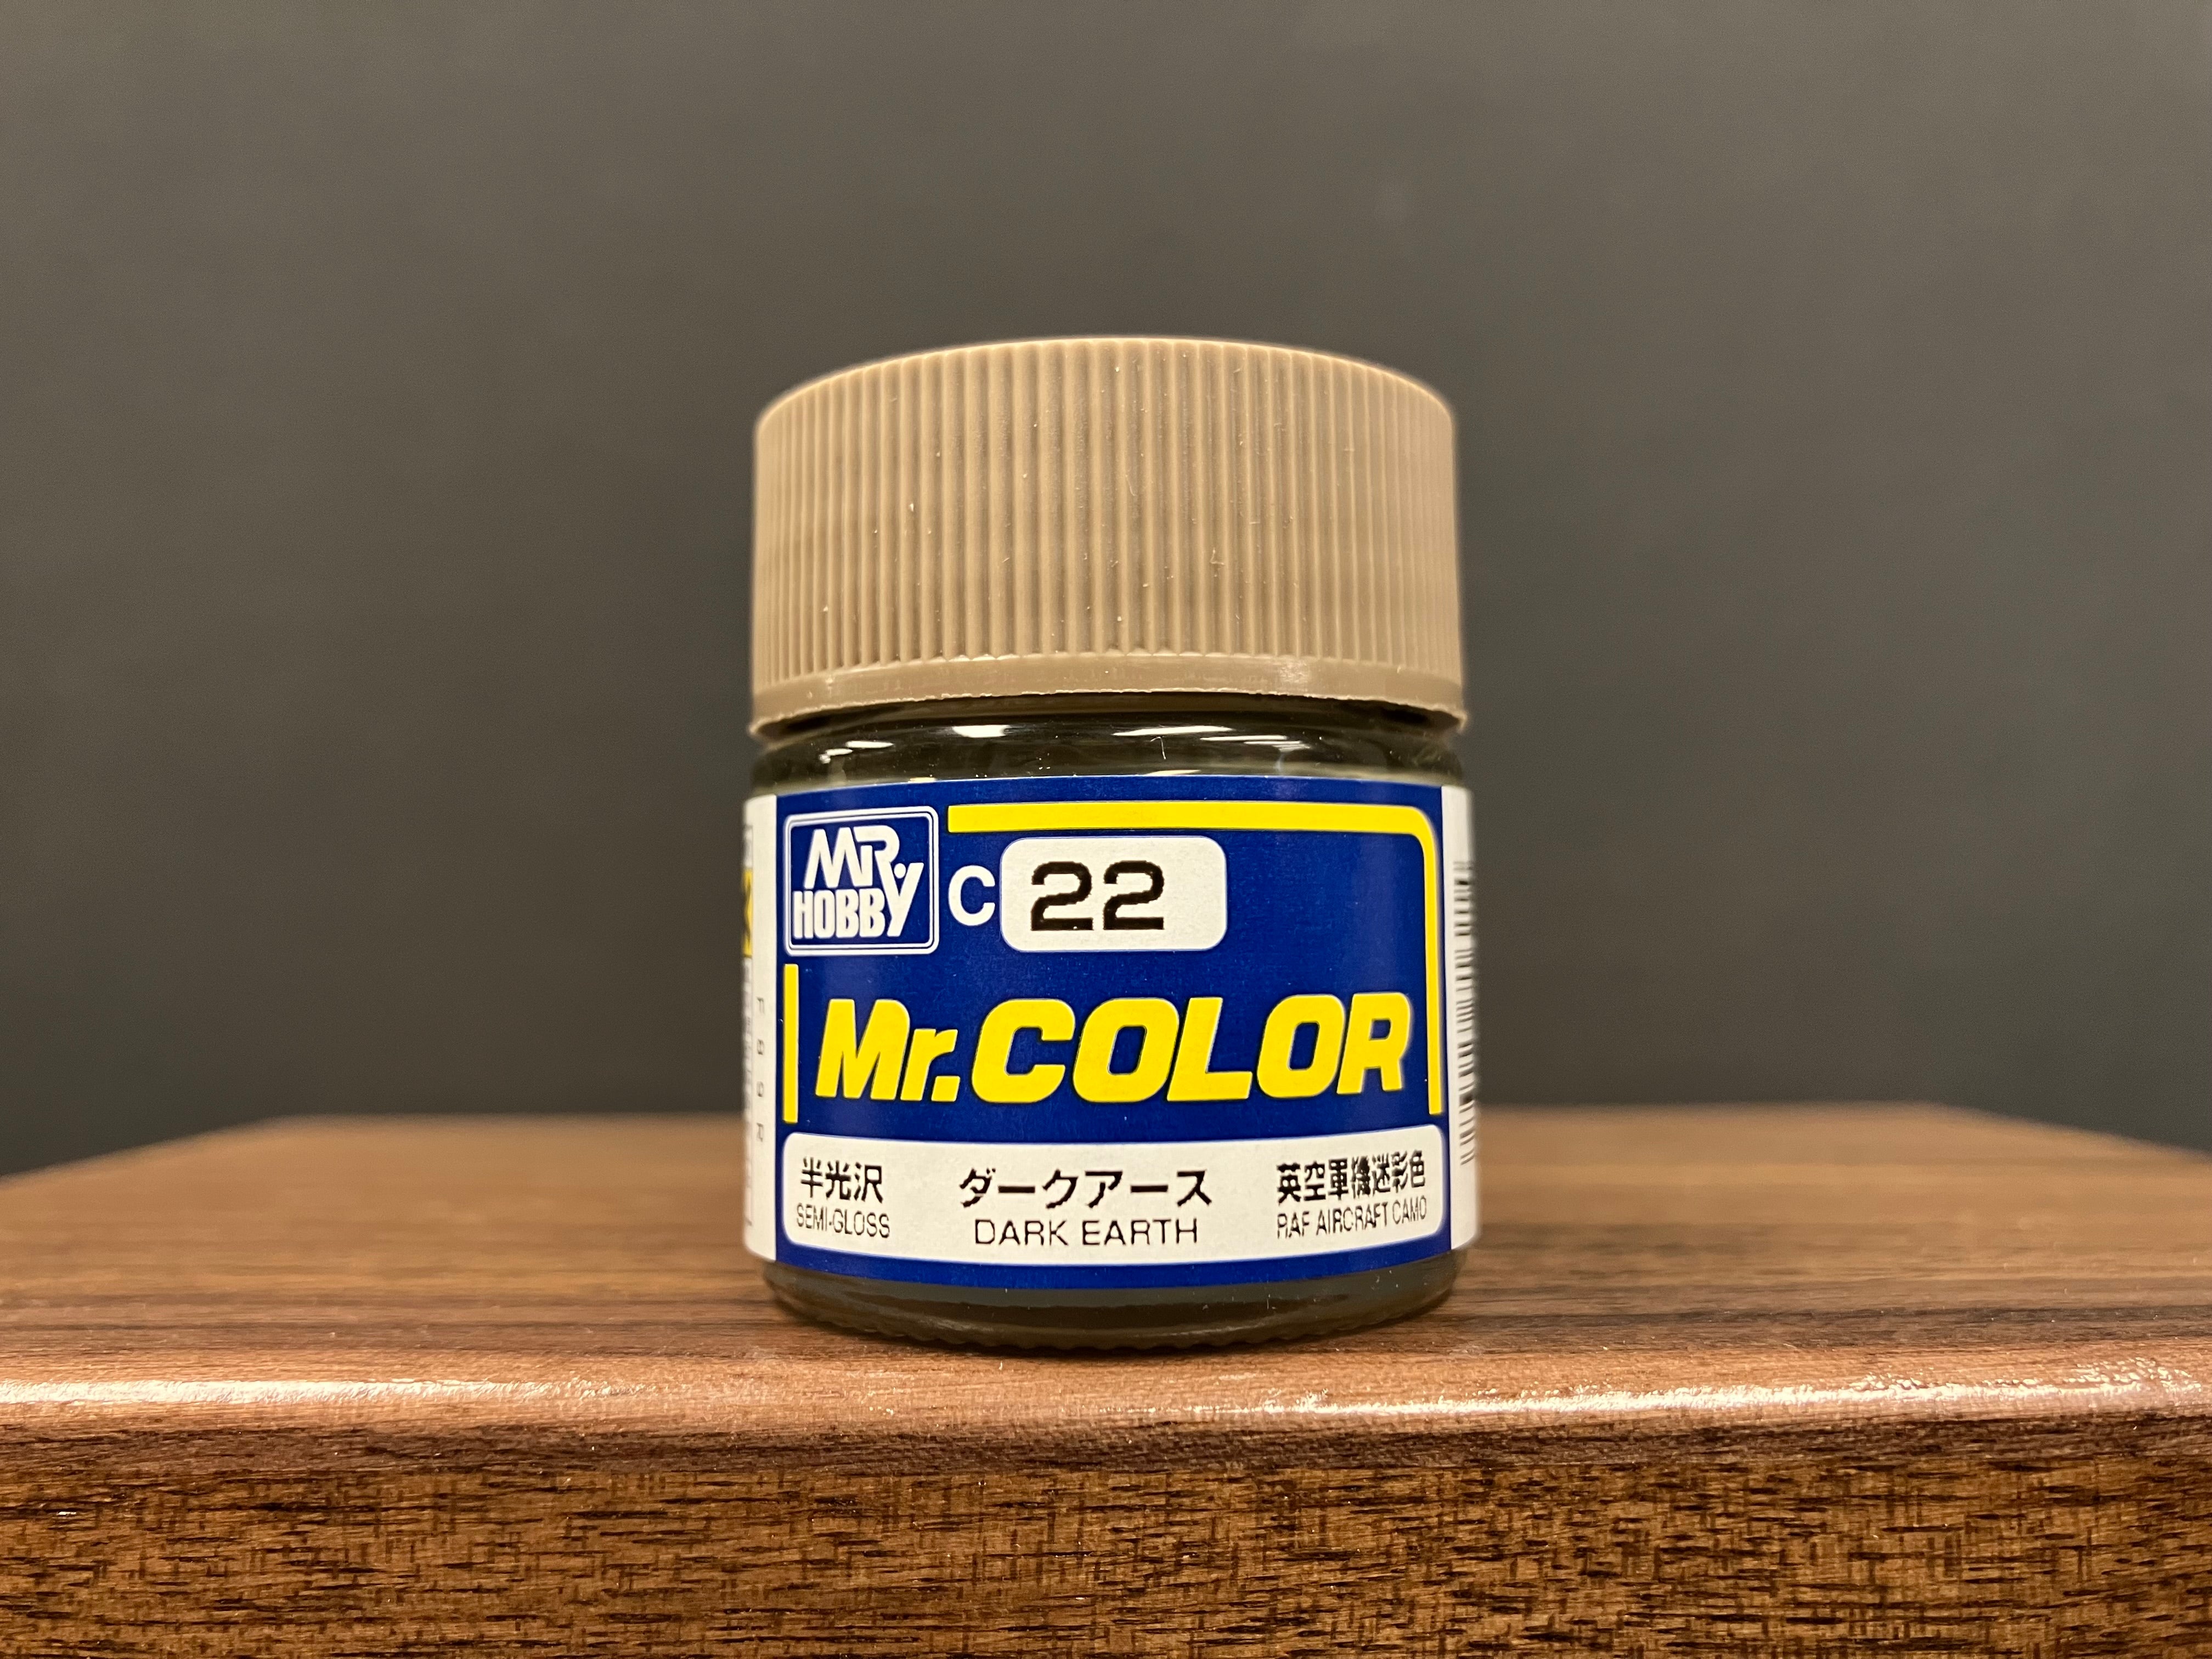 MR. HOBBY
C 22
Mr.COLOR
半光沢 ダークアース 英空軍機迷彩色
SEMI-GLOSS DARK EARTH RAF AIRCRAFT CAMO